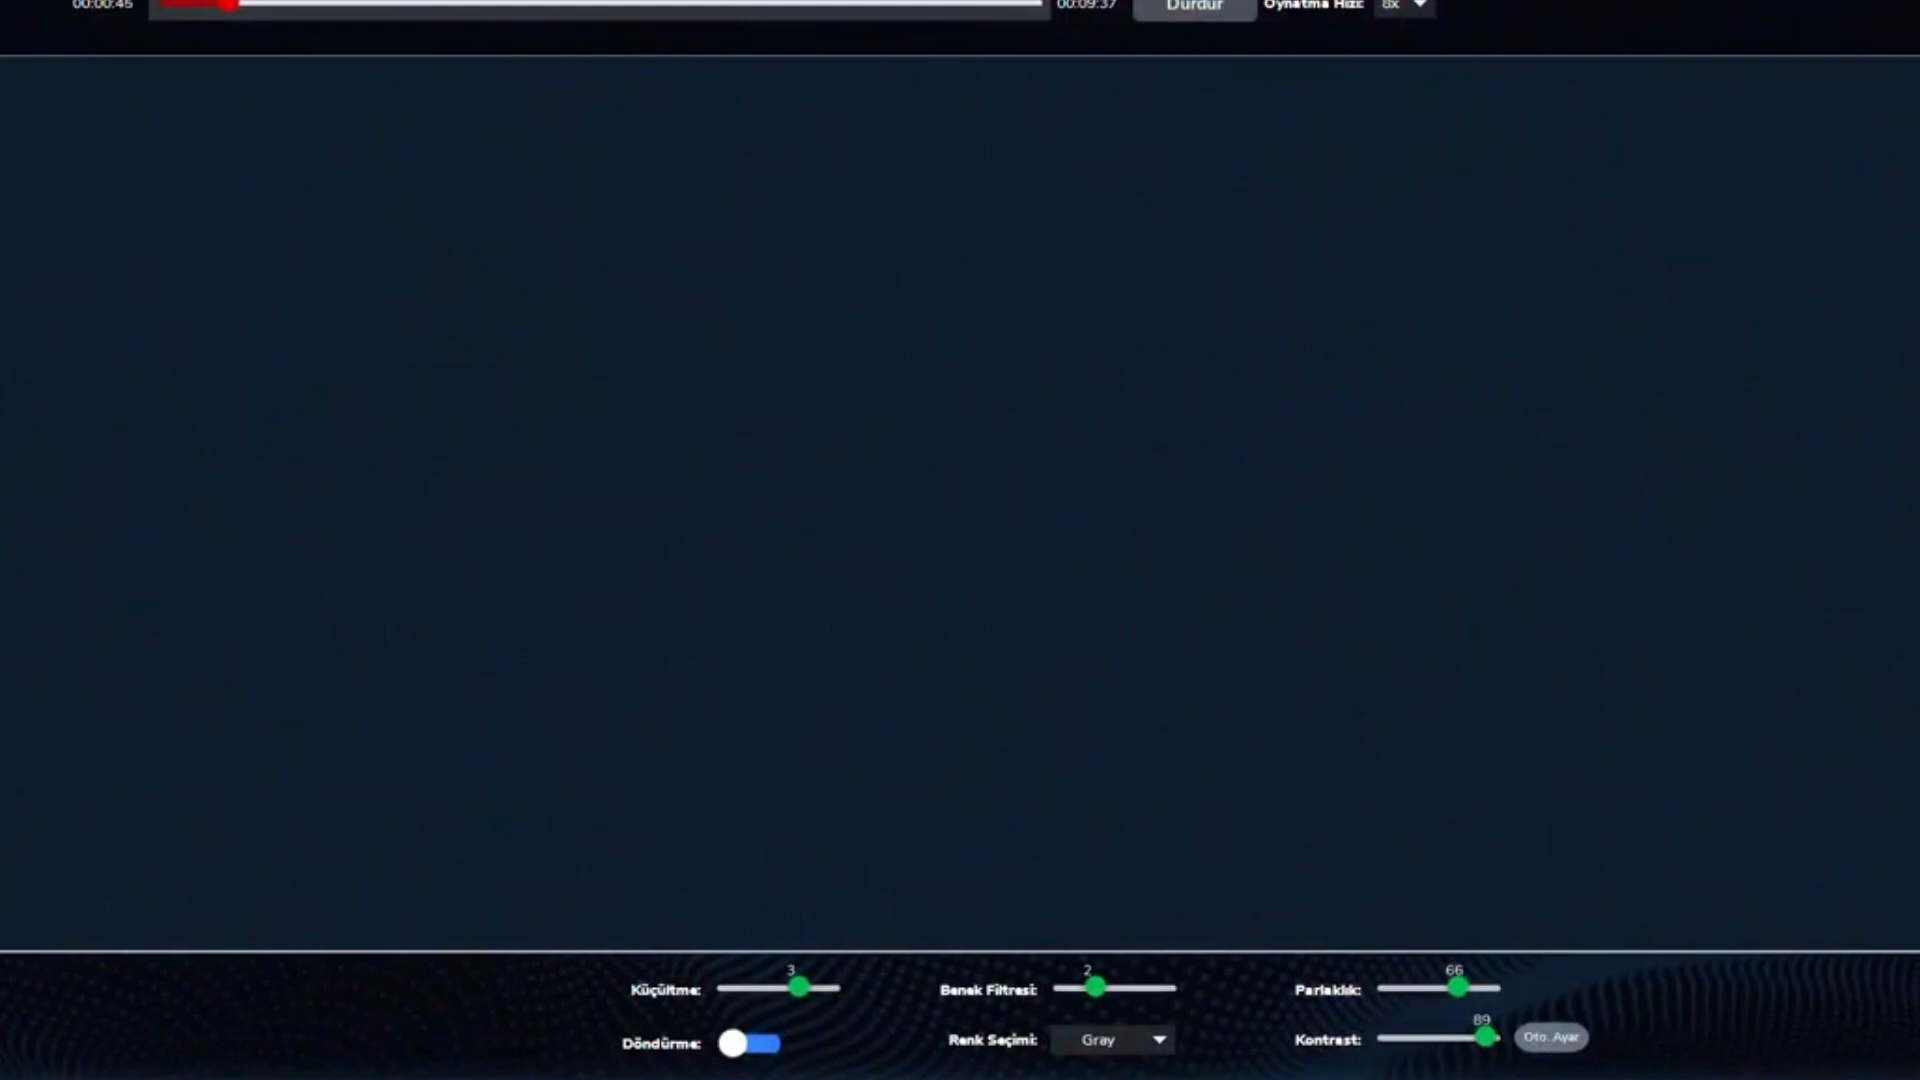 00:00:45 00:09:37 Durdur Oynatma Hızı: 8x
3 2 66
Küçültme: Benek Filtresi: Parlaklık:
89
Döndürme: Renk Seçimi: Gray Kontrast: Oto. Ayar